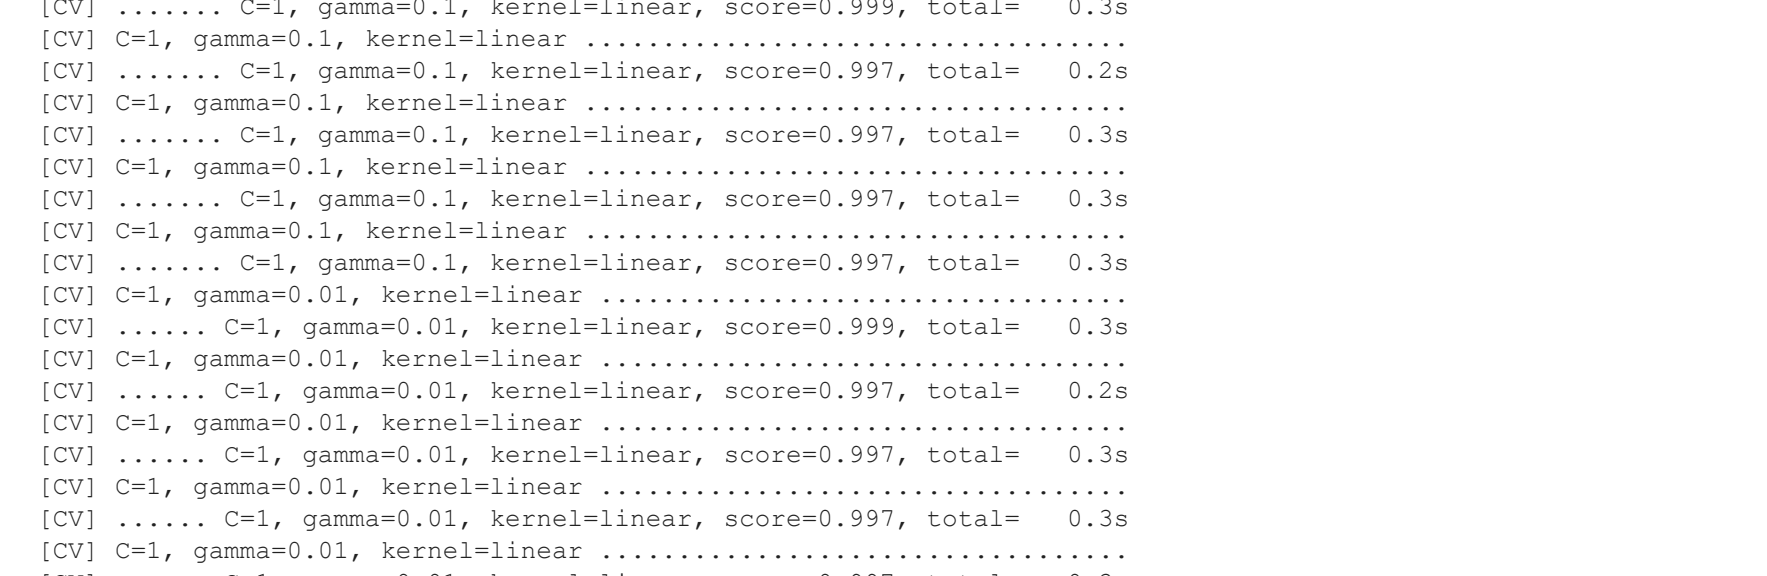 [CV] ....... C=1, gamma=0.1, kernel=linear, score=0.999, total=   0.3s
[CV] C=1, gamma=0.1, kernel=linear ...................................
[CV] ....... C=1, gamma=0.1, kernel=linear, score=0.997, total=   0.2s
[CV] C=1, gamma=0.1, kernel=linear ...................................
[CV] ....... C=1, gamma=0.1, kernel=linear, score=0.997, total=   0.3s
[CV] C=1, gamma=0.1, kernel=linear ...................................
[CV] ....... C=1, gamma=0.1, kernel=linear, score=0.997, total=   0.3s
[CV] C=1, gamma=0.1, kernel=linear ...................................
[CV] ....... C=1, gamma=0.1, kernel=linear, score=0.997, total=   0.3s
[CV] C=1, gamma=0.01, kernel=linear ..................................
[CV] ...... C=1, gamma=0.01, kernel=linear, score=0.999, total=   0.3s
[CV] C=1, gamma=0.01, kernel=linear ..................................
[CV] ...... C=1, gamma=0.01, kernel=linear, score=0.997, total=   0.2s
[CV] C=1, gamma=0.01, kernel=linear ..................................
[CV] ...... C=1, gamma=0.01, kernel=linear, score=0.997, total=   0.3s
[CV] C=1, gamma=0.01, kernel=linear ..................................
[CV] ...... C=1, gamma=0.01, kernel=linear, score=0.997, total=   0.3s
[CV] C=1, gamma=0.01, kernel=linear ..................................